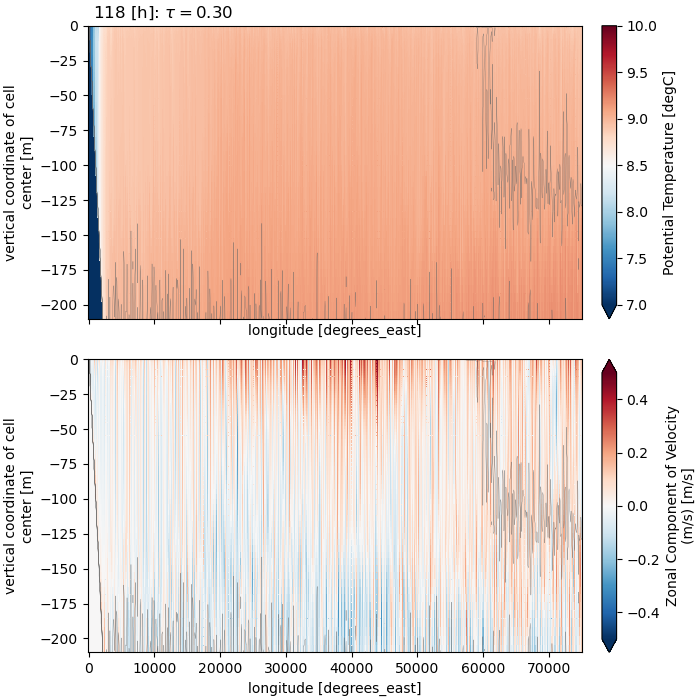 118 [h]: τ = 0.30
0
−25
−50
−75
−100
−125
−150
−175
−200
vertical coordinate of cell
center [m]
longitude [degrees_east]
10.0
9.5
9.0
8.5
8.0
7.5
7.0
Potential Temperature [degC]
0
−25
−50
−75
−100
−125
−150
−175
−200
vertical coordinate of cell
center [m]
0 10000 20000 30000 40000 50000 60000 70000
longitude [degrees_east]
0.4
0.2
0.0
−0.2
−0.4
Zonal Component of Velocity
(m/s) [m/s]